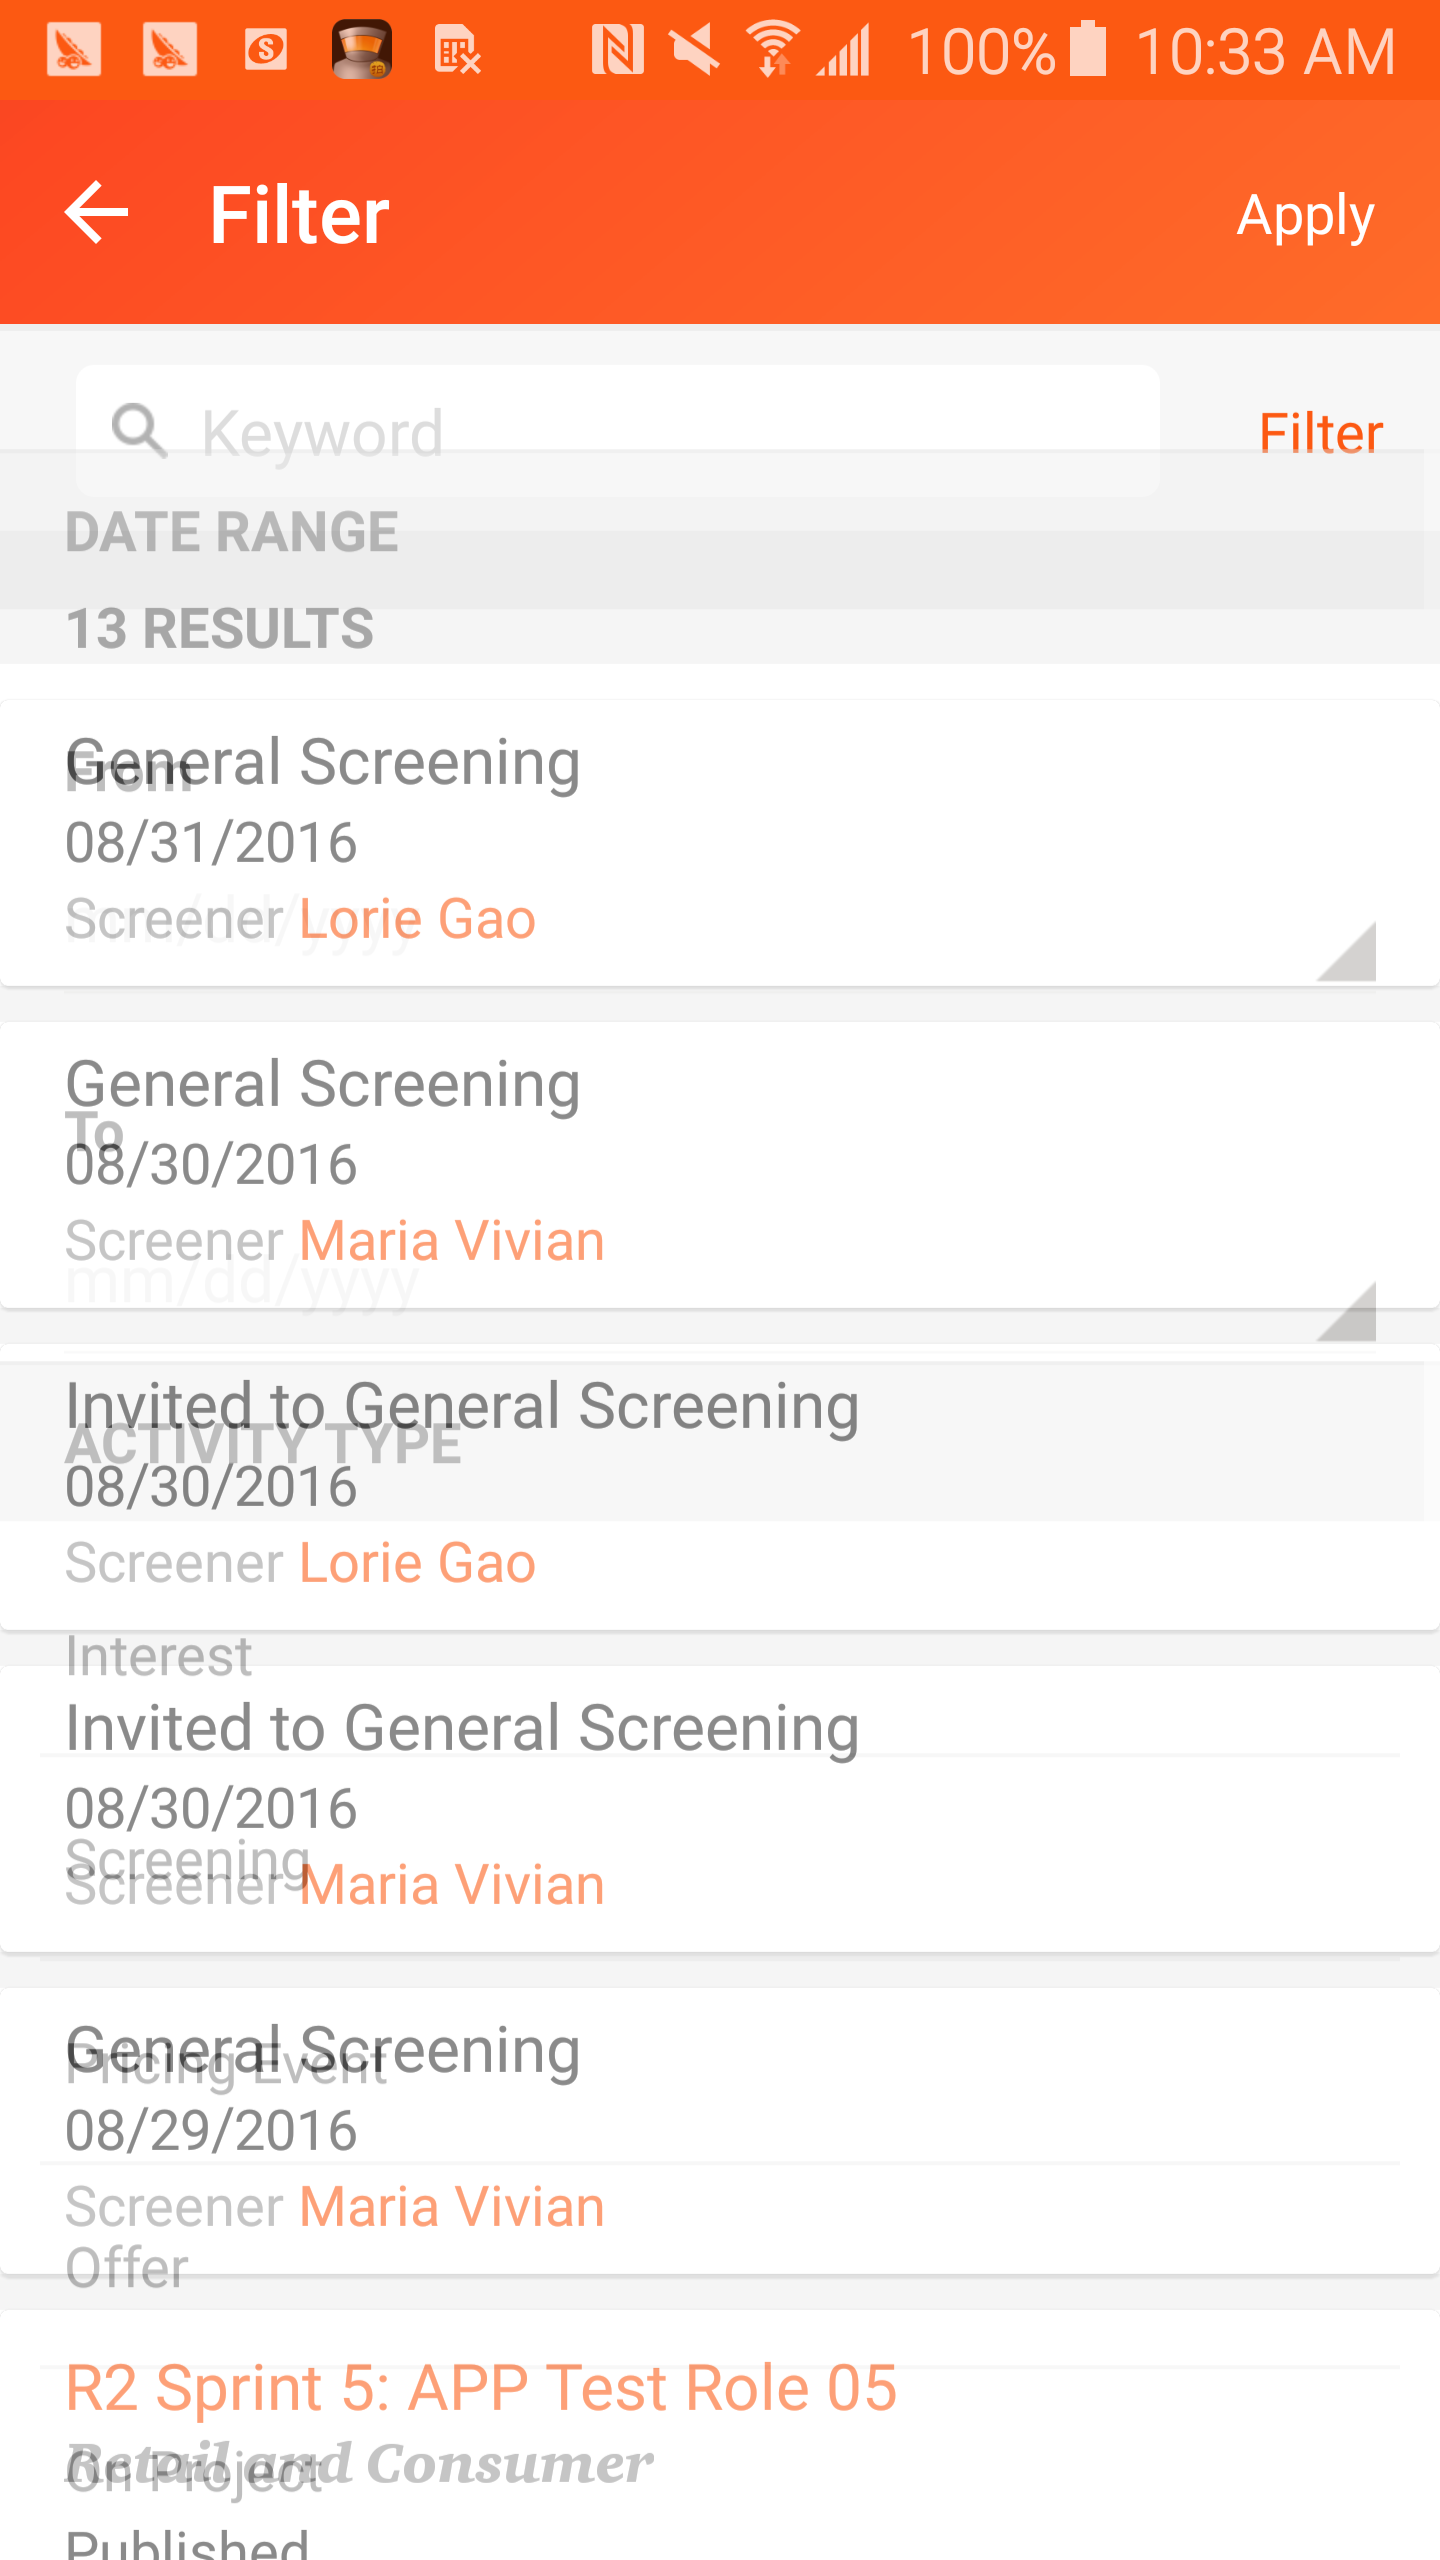 100% 10:33 AM
Filter
Apply
Keyword
Filter
DATE RANGE
13 RESULTS
General Screening
From
08/31/2016
Screener Lorie Gao
mm/dd/yyyy
General Screening
To
08/30/2016
Screener Maria Vivian
mm/dd/yyyy
Invited to General Screening
ACTIVITY TYPE
08/30/2016
Screener Lorie Gao
Interest
Invited to General Screening
08/30/2016
Screening
Screener Maria Vivian
General Screening
Pricing Event
08/29/2016
Screener Maria Vivian
Offer
R2 Sprint 5: APP Test Role 05
Retail and Consumer
On Project
Published